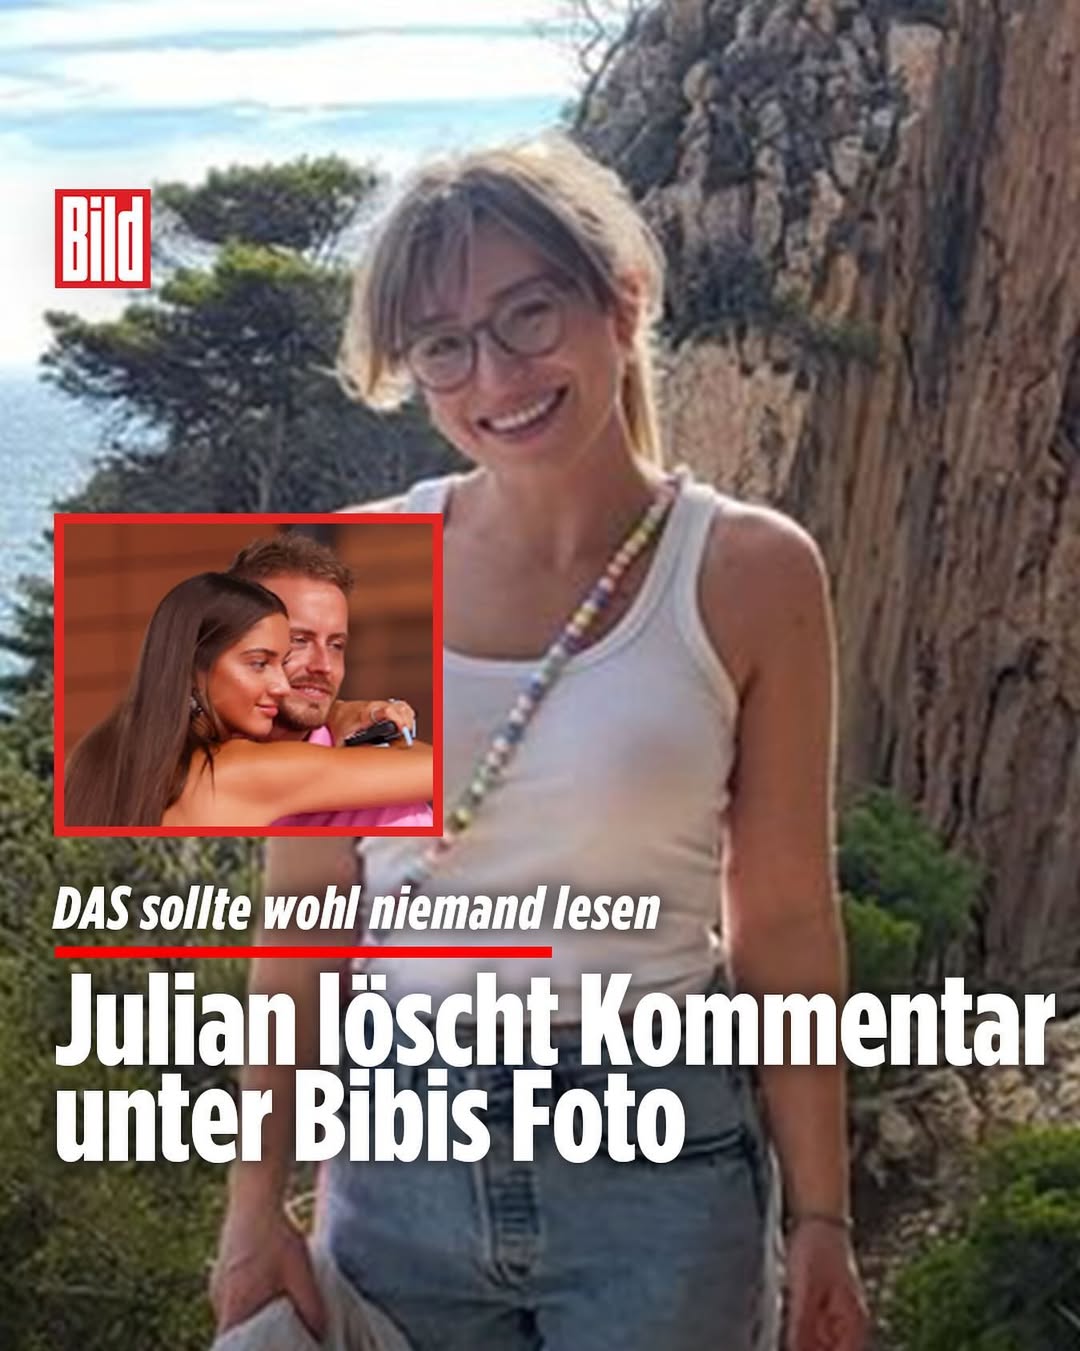 Bild
DAS sollte wohl niemand lesen
Julian löscht Kommentar
unter Bibis Foto